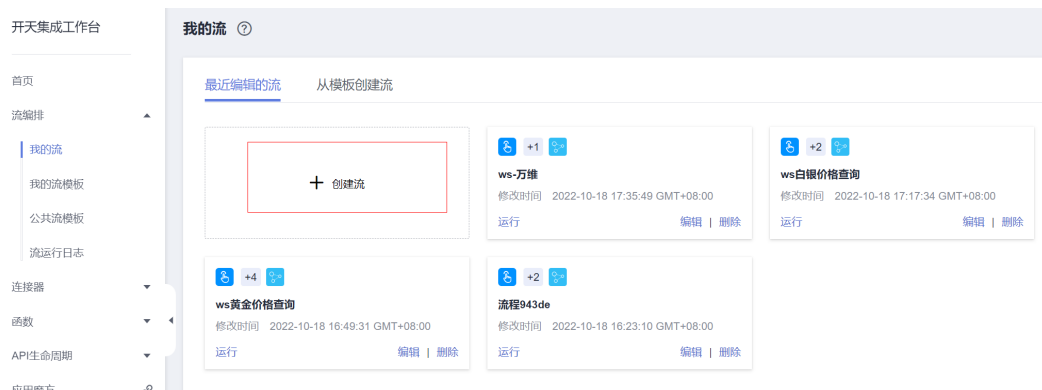 开天集成工作台
首页
流编排
我的流
我的流模板
公共流模板
流运行日志
连接器
函数
API生命周期
应用魔方
我的流 ?
最近编辑的流 从模板创建流
+ 创建流
+1
ws-万维
修改时间 2022-10-18 17:35:49 GMT+08:00
运行 编辑 | 删除
+2
ws白银价格查询
修改时间 2022-10-18 17:17:34 GMT+08:00
运行 编辑 | 删除
+4
ws黄金价格查询
修改时间 2022-10-18 16:49:31 GMT+08:00
运行 编辑 | 删除
+2
流程943de
修改时间 2022-10-18 16:23:10 GMT+08:00
运行 编辑 | 删除